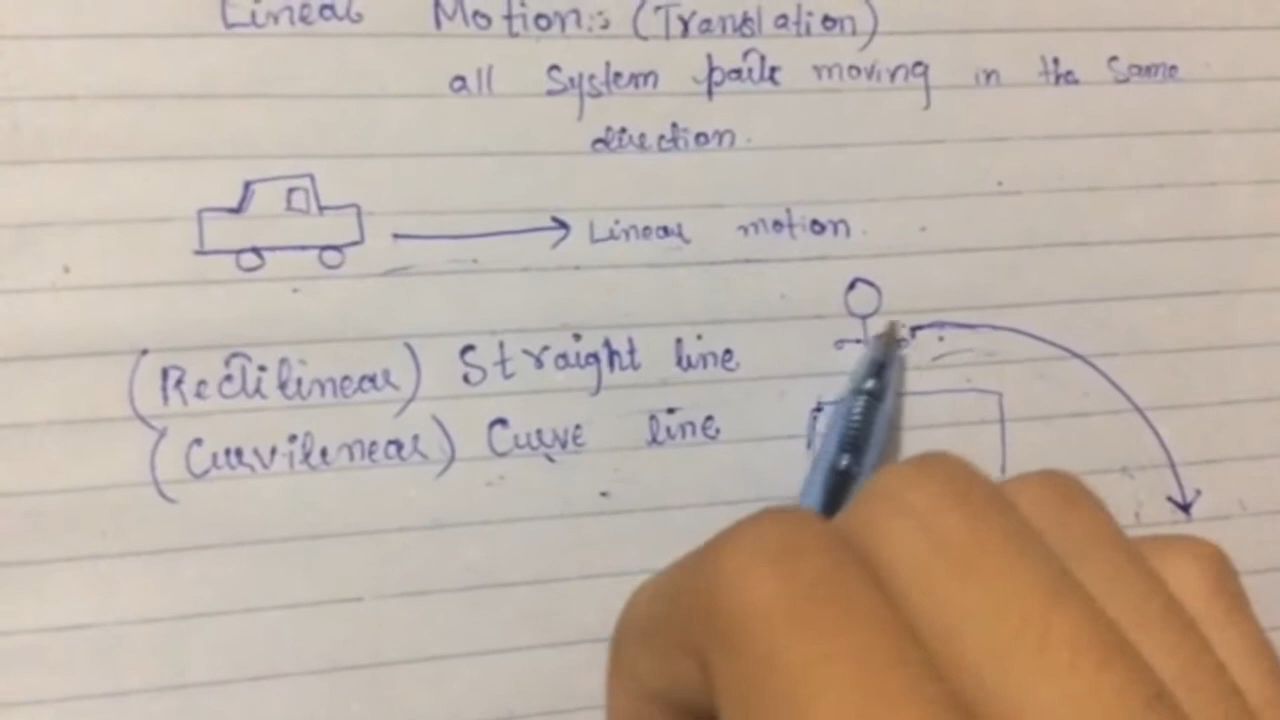 Linear Motion:: (Translation)
all System parts moving in the Same
direction.
Linear motion.
(Rectilinear) Straight line
(Curvilinear) Curve line